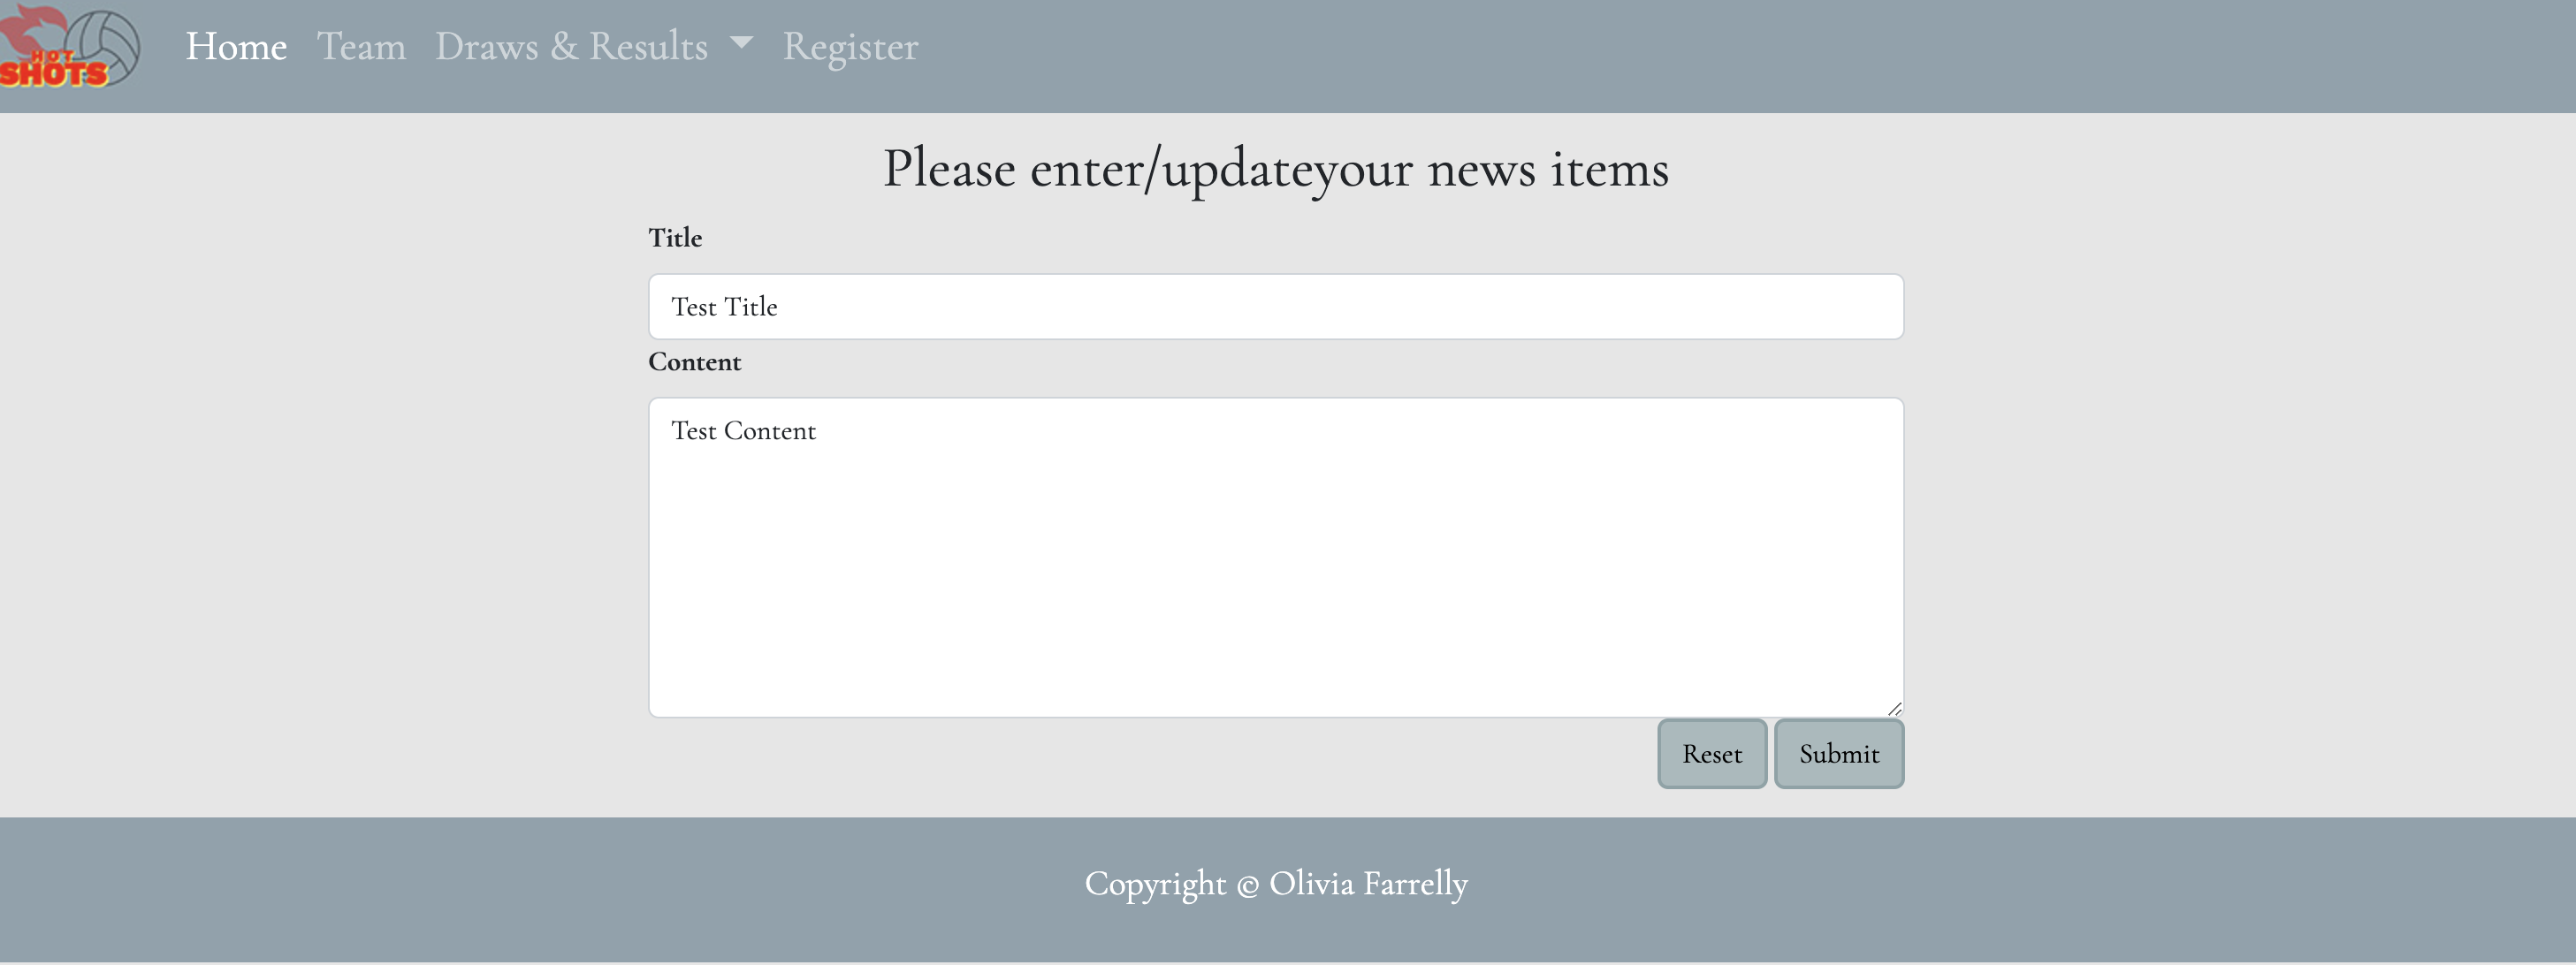 HOT
SHOTS
Home Team Draws & Results Register
Please enter/updateyour news items
Title
Test Title
Content
Test Content
Reset Submit
Copyright © Olivia Farrelly